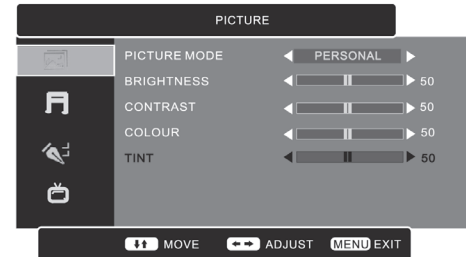 PICTURE
PICTURE MODE PERSONAL
BRIGHTNESS 50
CONTRAST 50
COLOUR 50
TINT 50
MOVE ADJUST MENU EXIT